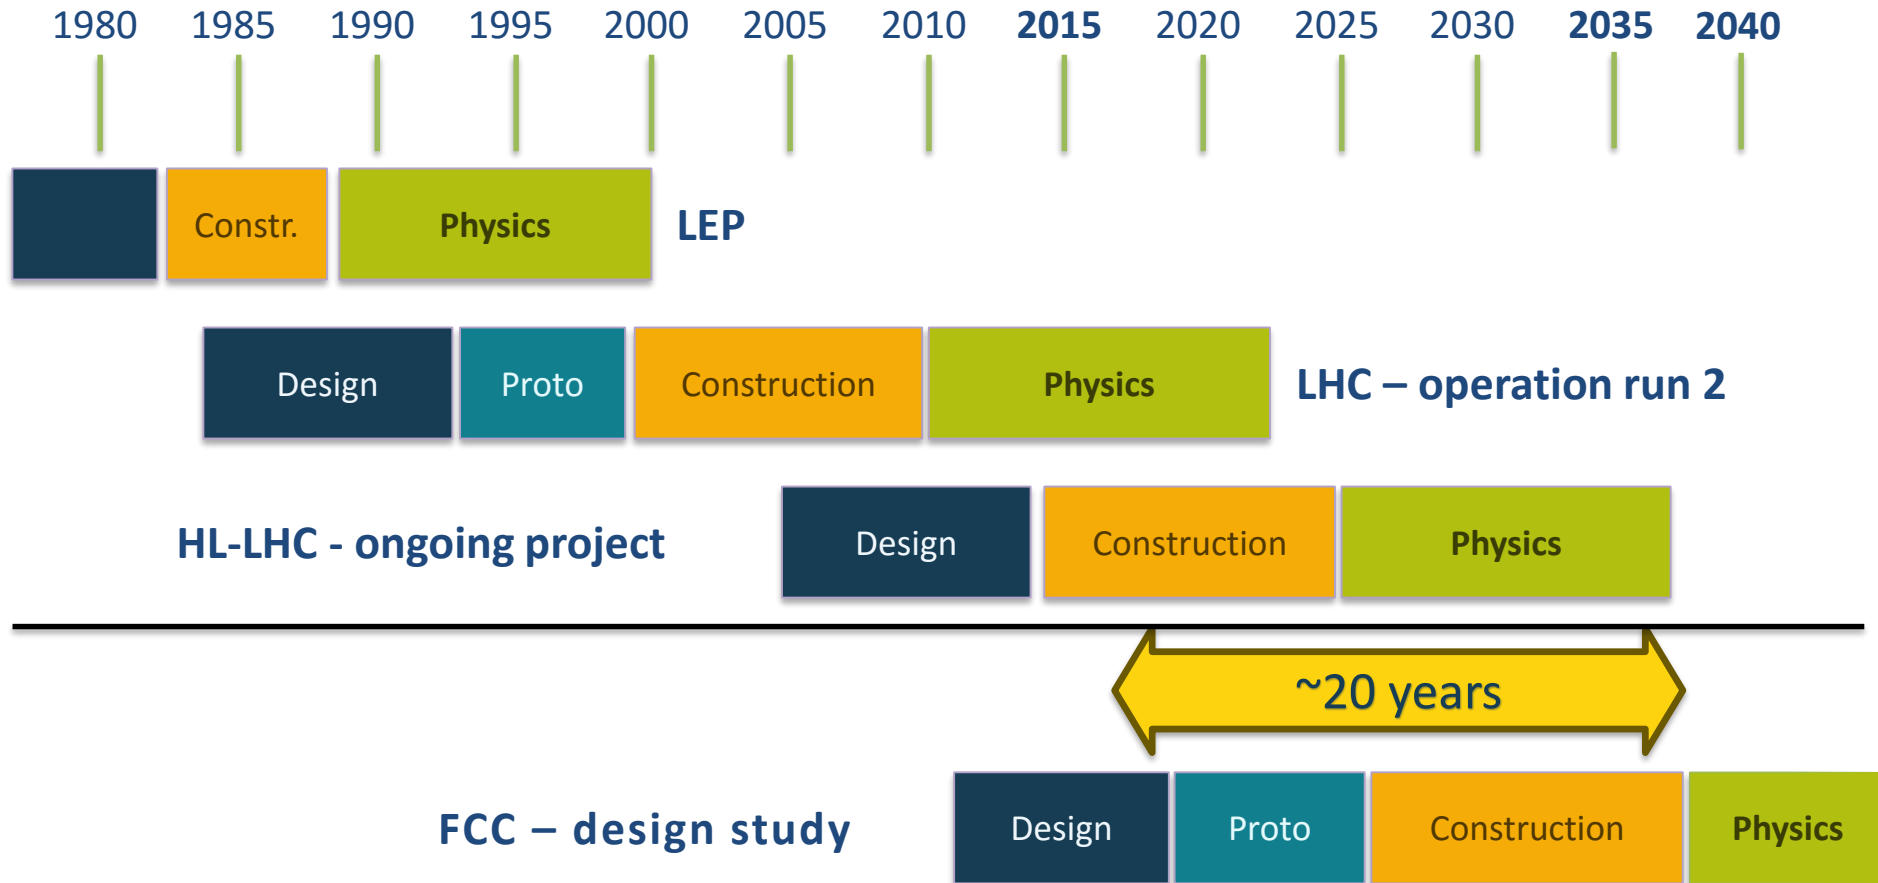 1980 1985 1990 1995 2000 2005 2010 2015 2020 2025 2030 2035 2040
Constr. Physics LEP
Design Proto Construction Physics LHC – operation run 2
HL-LHC - ongoing project Design Construction Physics
~20 years
FCC – design study Design Proto Construction Physics